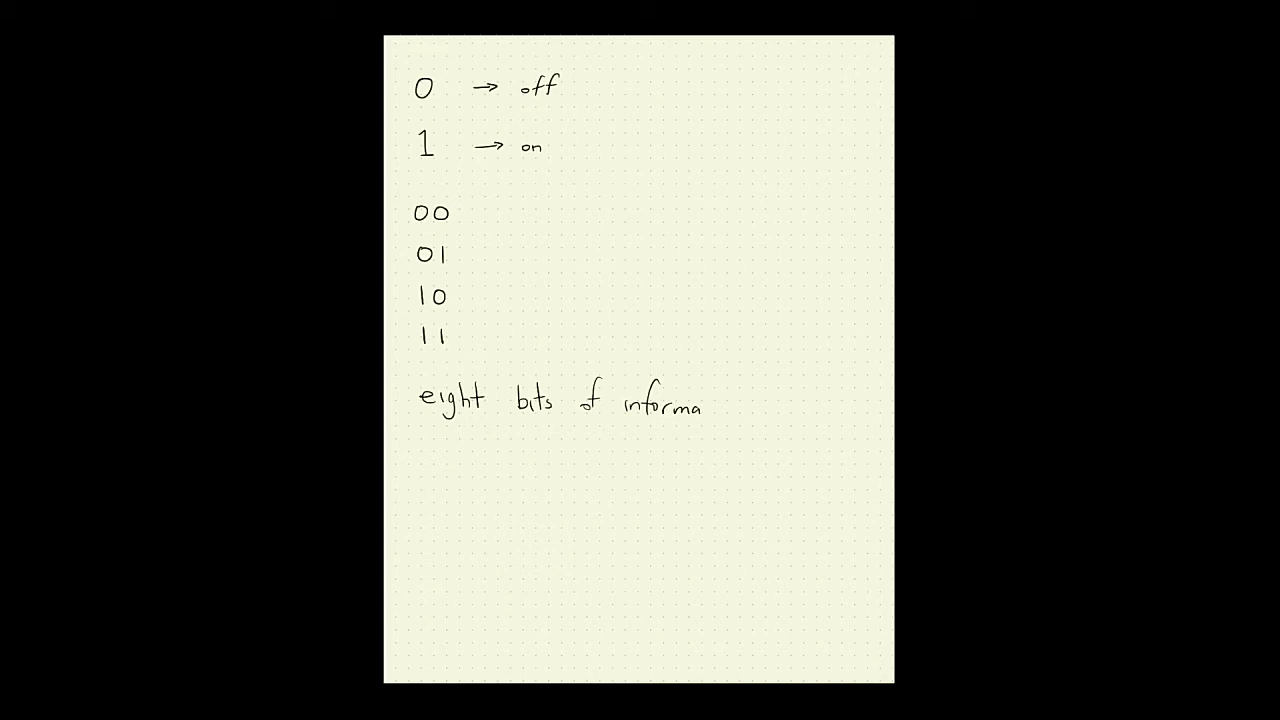 0 → off
1 → on
00
01
10
11
eight bits of informa